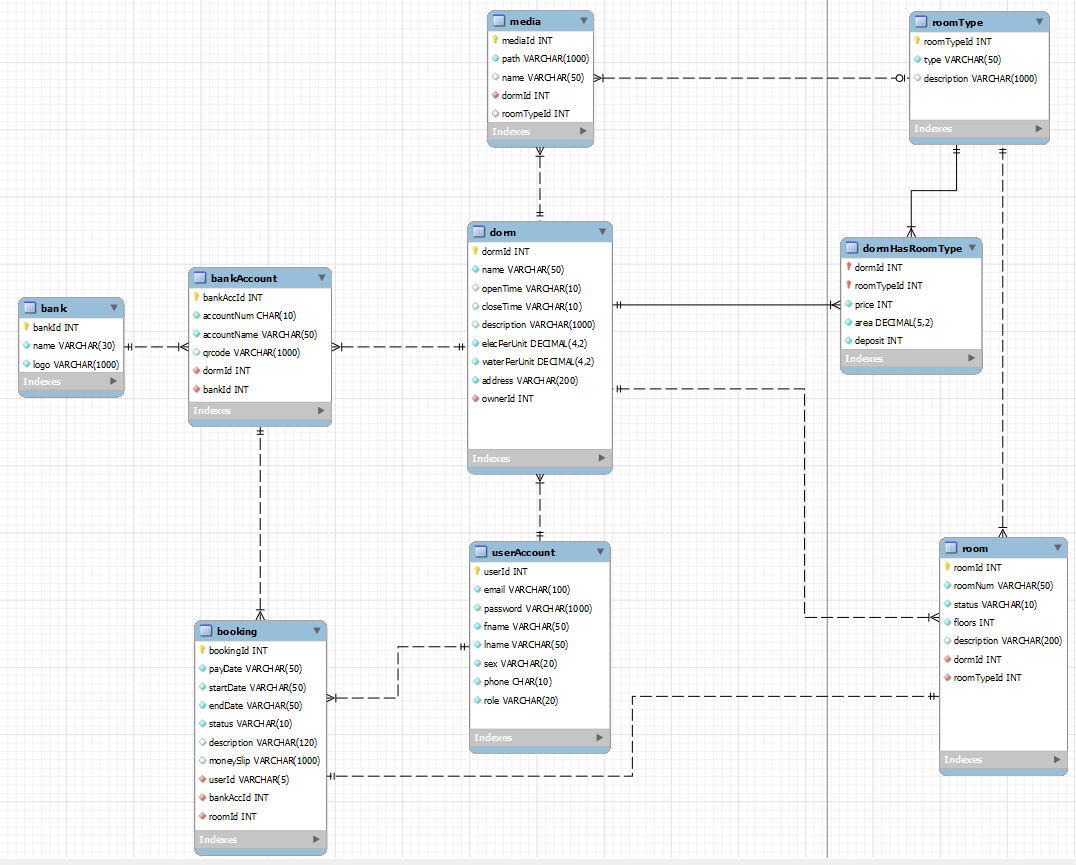 media
mediaId INT
path VARCHAR(1000)
name VARCHAR(50)
dormId INT
roomTypeId INT
Indexes
roomType
roomTypeId INT
type VARCHAR(50)
description VARCHAR(1000)
Indexes
dorm
dormId INT
name VARCHAR(50)
openTime VARCHAR(10)
closeTime VARCHAR(10)
description VARCHAR(1000)
elecPerUnit DECIMAL(4,2)
waterPerUnit DECIMAL(4,2)
address VARCHAR(200)
ownerId INT
Indexes
dormHasRoomType
dormId INT
roomTypeId INT
price INT
area DECIMAL(5,2)
deposit INT
Indexes
bankAccount
bankAccId INT
accountNum CHAR(10)
accountName VARCHAR(50)
qrcode VARCHAR(1000)
dormId INT
bankId INT
Indexes
bank
bankId INT
name VARCHAR(30)
logo VARCHAR(1000)
Indexes
userAccount
userId INT
email VARCHAR(100)
password VARCHAR(1000)
fname VARCHAR(50)
lname VARCHAR(50)
sex VARCHAR(20)
phone CHAR(10)
role VARCHAR(20)
Indexes
room
roomId INT
roomNum VARCHAR(50)
status VARCHAR(10)
floors INT
description VARCHAR(200)
dormId INT
roomTypeId INT
Indexes
booking
bookingId INT
payDate VARCHAR(50)
startDate VARCHAR(50)
endDate VARCHAR(50)
status VARCHAR(10)
description VARCHAR(120)
moneySlip VARCHAR(1000)
userId VARCHAR(5)
bankAccId INT
roomId INT
Indexes